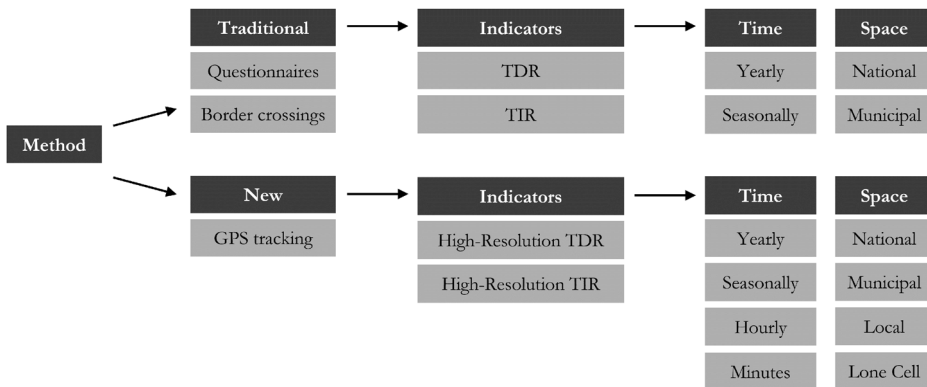 Method
Traditional
Questionnaires
Border crossings
Indicators
TDR
TIR
Time
Yearly
Seasonally
Space
National
Municipal
New
GPS tracking
Indicators
High-Resolution TDR
High-Resolution TIR
Time
Yearly
Seasonally
Hourly
Minutes
Space
National
Municipal
Local
Lone Cell